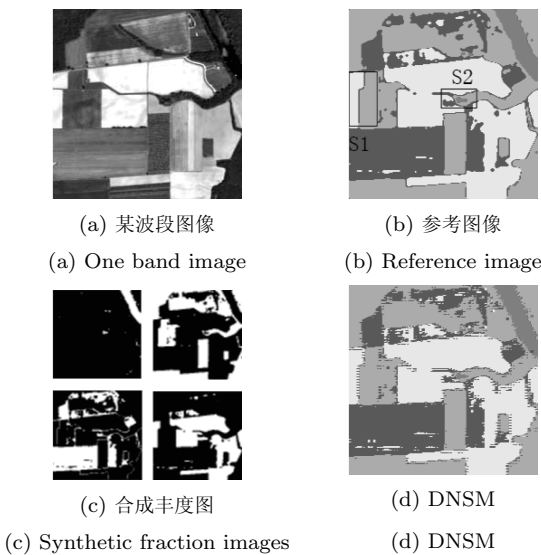 S2
S1
(a) 某波段图像
(b) 参考图像
(a) One band image
(b) Reference image
(c) 合成丰度图
(d) DNSM
(c) Synthetic fraction images
(d) DNSM